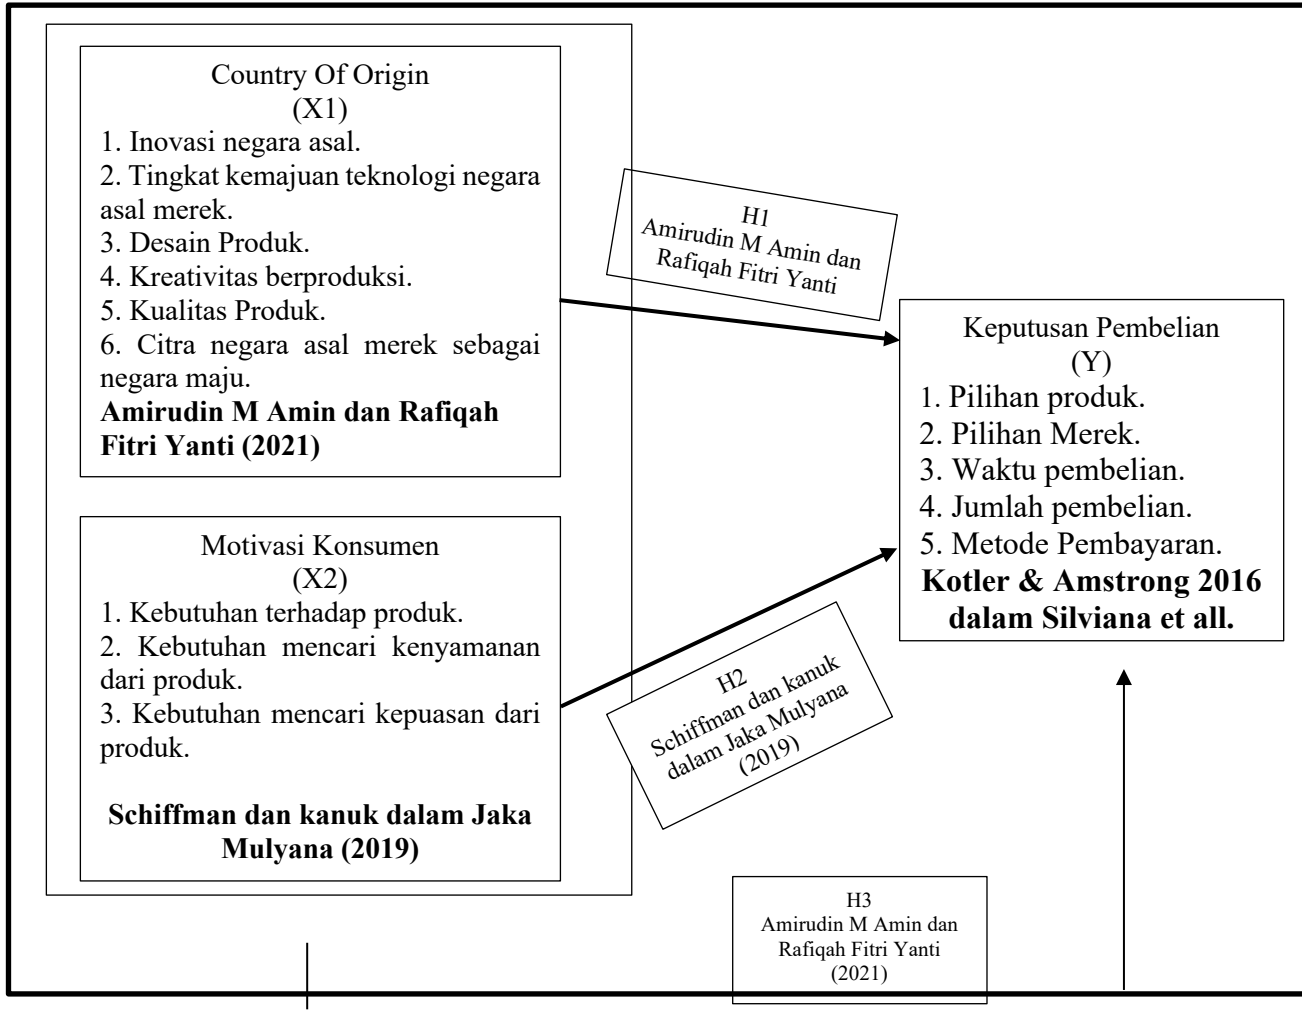 Country Of Origin
(X1)
1. Inovasi negara asal.
2. Tingkat kemajuan teknologi negara
asal merek.
3. Desain Produk.
4. Kreativitas berproduksi.
5. Kualitas Produk.
6. Citra negara asal merek sebagai
negara maju.
Amirudin M Amin dan Rafiqah
Fitri Yanti (2021)
Motivasi Konsumen
(X2)
1. Kebutuhan terhadap produk.
2. Kebutuhan mencari kenyamanan
dari produk.
3. Kebutuhan mencari kepuasan dari
produk.
Schiffman dan kanuk dalam Jaka
Mulyana (2019)
H1
Amirudin M Amin dan
Rafiqah Fitri Yanti
H2
Schiffman dan kanuk
dalam Jaka Mulyana
(2019)
H3
Amirudin M Amin dan
Rafiqah Fitri Yanti
(2021)
Keputusan Pembelian
(Y)
1. Pilihan produk.
2. Pilihan Merek.
3. Waktu pembelian.
4. Jumlah pembelian.
5. Metode Pembayaran.
Kotler & Amstrong 2016
dalam Silviana et all.